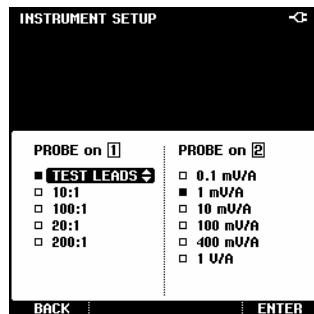 INSTRUMENT SETUP
PROBE on 1
TEST LEADS
10:1
100:1
20:1
200:1
PROBE on 2
0.1 mV/A
1 mV/A
10 mV/A
100 mV/A
400 mV/A
1 V/A
BACK
ENTER